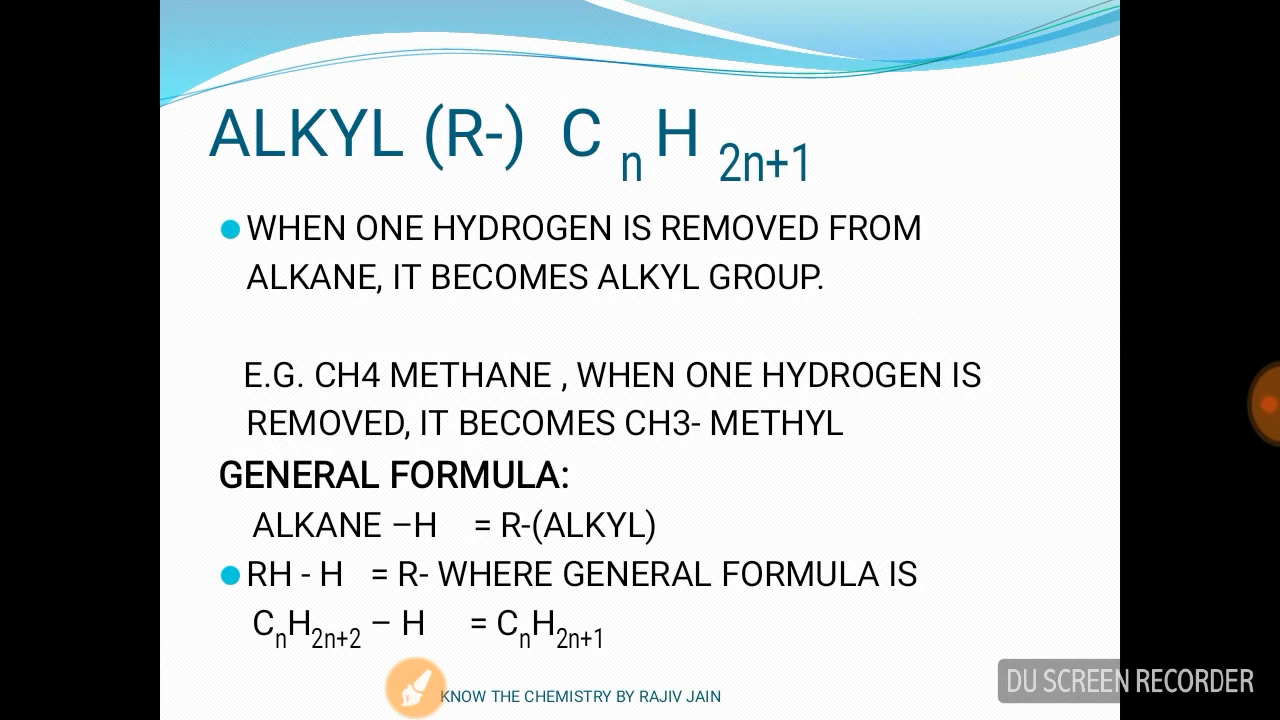 ALKYL (R-) C n H 2n+1
WHEN ONE HYDROGEN IS REMOVED FROM
ALKANE, IT BECOMES ALKYL GROUP.
E.G. CH4 METHANE , WHEN ONE HYDROGEN IS
REMOVED, IT BECOMES CH3- METHYL
GENERAL FORMULA:
ALKANE –H = R-(ALKYL)
RH - H = R- WHERE GENERAL FORMULA IS
CnH2n+2 – H = CnH2n+1
KNOW THE CHEMISTRY BY RAJIV JAIN
DU SCREEN RECORDER